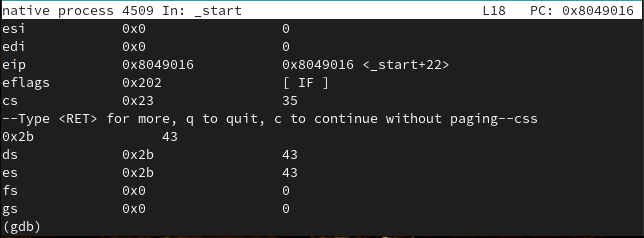 native process 4509 In: _start L18 PC: 0x8049016
esi 0x0 0
edi 0x0 0
eip 0x8049016 0x8049016 <_start+22>
eflags 0x202 [ IF ]
cs 0x23 35
--Type <RET> for more, q to quit, c to continue without paging--css
0x2b 43
ds 0x2b 43
es 0x2b 43
fs 0x0 0
gs 0x0 0
(gdb)